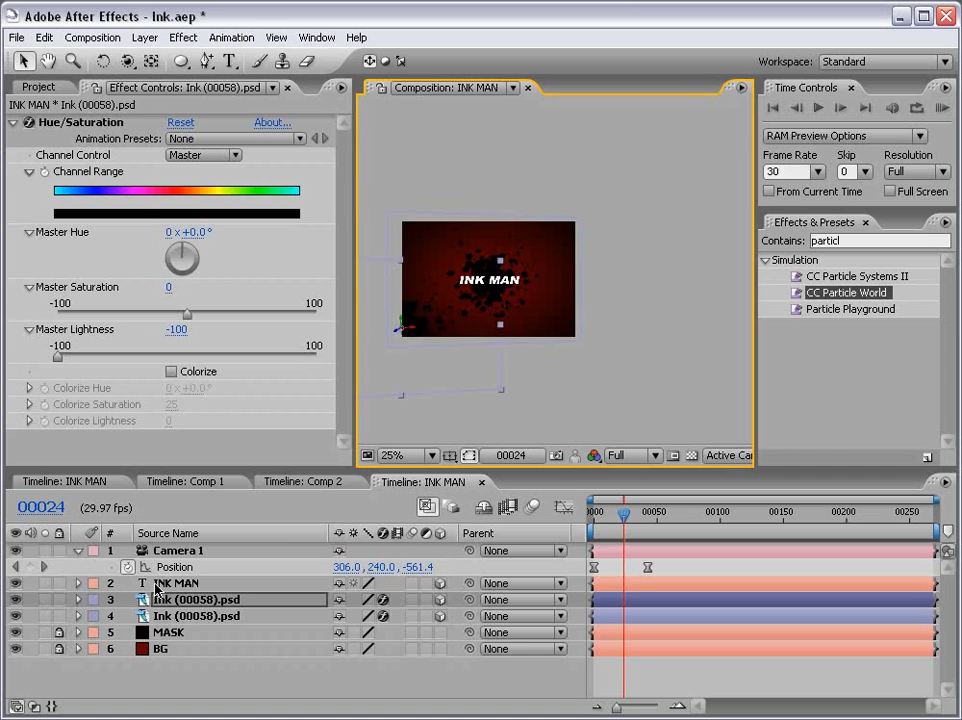 Adobe After Effects - Ink.aep *
File Edit Composition Layer Effect Animation View Window Help
Workspace: Standard
Project Effect Controls: Ink (00058).psd
INK MAN * Ink (00058).psd
Hue/Saturation Reset About...
Animation Presets: None
Channel Control Master
Channel Range
Master Hue 0 x+0.0°
Master Saturation 0
-100 100
Master Lightness -100
-100 100
Colorize
Colorize Hue 0 x+0.0°
Colorize Saturation 25
Colorize Lightness 0
Composition: INK MAN
INK MAN
25% 00024 Full Active Ca
Time Controls
RAM Preview Options
Frame Rate Skip Resolution
30 0 Full
From Current Time Full Screen
Effects & Presets
Contains: particl
Simulation
CC Particle Systems II
CC Particle World
Particle Playground
Timeline: INK MAN Timeline: Comp 1 Timeline: Comp 2 Timeline: INK MAN
00024 (29.97 fps)
0000 00050 00100 00150 00200 00250
# Source Name Parent
1 Camera 1 None
Position 306.0, 240.0, -561.4
2 T INK MAN None
3 Ink (00058).psd None
4 Ink (00058).psd None
5 MASK None
6 BG None